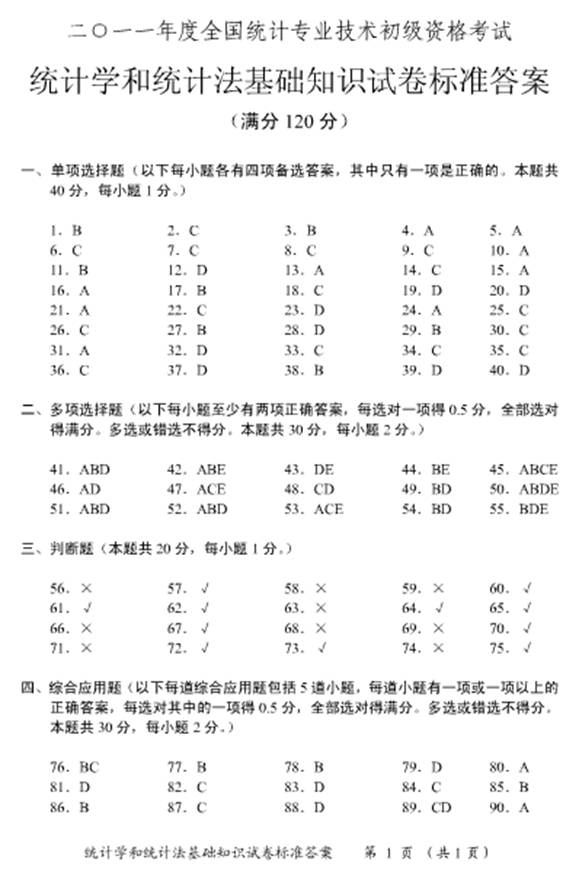 二〇一一年度全国统计专业技术初级资格考试
统计学和统计法基础知识试卷标准答案
（满分 120 分）
一、单项选择题（以下每小题各有四项备选答案，其中只有一项是正确的。本题共
40 分，每小题 1 分。）
1. B 2. C 3. B 4. A 5. A
6. C 7. C 8. C 9. C 10. A
11. B 12. D 13. A 14. C 15. A
16. A 17. B 18. C 19. D 20. D
21. A 22. C 23. D 24. A 25. C
26. C 27. B 28. D 29. B 30. C
31. A 32. D 33. C 34. C 35. C
36. C 37. D 38. B 39. D 40. D
二、多项选择题（以下每小题至少有两项正确答案，每选对一项得 0.5 分，全部选对
得满分。多选或错选不得分。本题共 30 分，每小题 2 分。）
41. ABD 42. ABE 43. DE 44. BE 45. ABCE
46. AD 47. ACE 48. CD 49. BD 50. ABDE
51. ABD 52. ABD 53. ACE 54. BD 55. BDE
三、判断题（本题共 20 分，每小题 1 分。）
56. × 57. √ 58. × 59. × 60. √
61. √ 62. √ 63. × 64. √ 65. √
66. × 67. √ 68. × 69. × 70. √
71. × 72. √ 73. √ 74. × 75. √
四、综合应用题（以下每道综合应用题包括 5 道小题，每道小题有一项或一项以上的
正确答案，每选对其中的一项得 0.5 分，全部选对得满分。多选或错选不得分。
本题共 30 分，每小题 2 分。）
76. BC 77. B 78. B 79. D 80. A
81. D 82. C 83. D 84. C 85. B
86. B 87. C 88. D 89. CD 90. A
统计学和统计法基础知识试卷标准答案 第 1 页 （共 1 页）